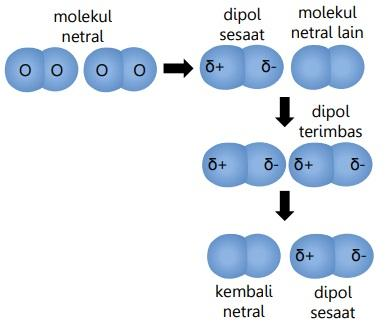 molekul
netral
O O O O
dipol
sesaat
molekul
netral lain
δ+ δ-
dipol
terimbas
δ+ δ- δ+ δ-
δ+ δ-
kembali
netral
dipol
sesaat